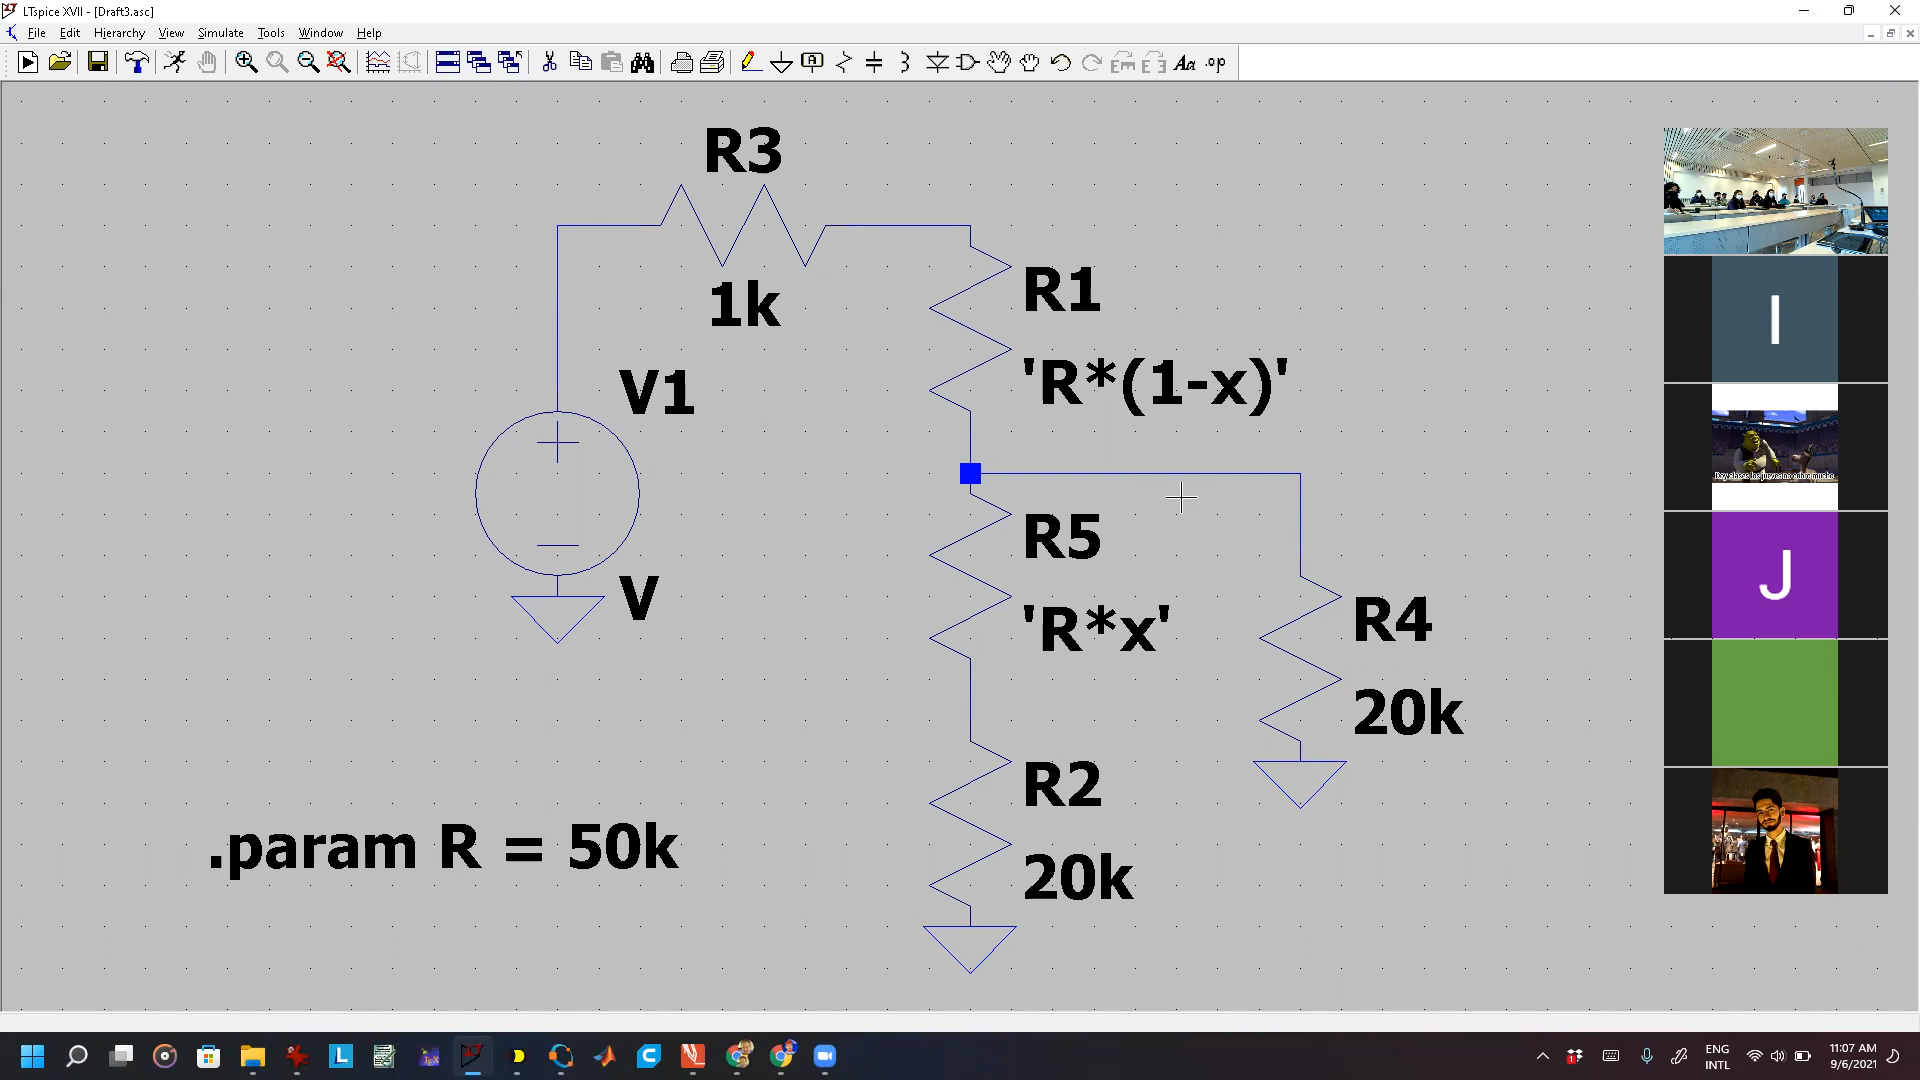 LTspice XVII - [Draft3.asc]
File Edit Hierarchy View Simulate Tools Window Help
R3
1k
R1
'R*(1-x)'
V1
V
R5
'R*x'
R4
20k
R2
20k
.param R = 50k
I
J
ENG
INTL
11:07 AM
9/6/2021